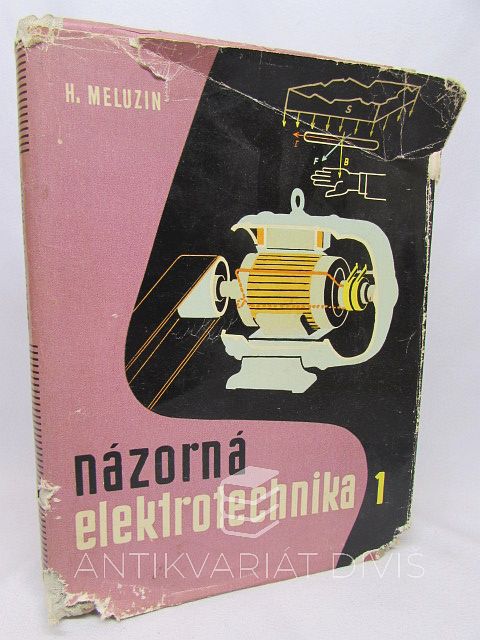 H. MELUZIN
S
I
F
B
názorná
elektrotechnika 1
ANTIKVARIÁT DIVIŠ